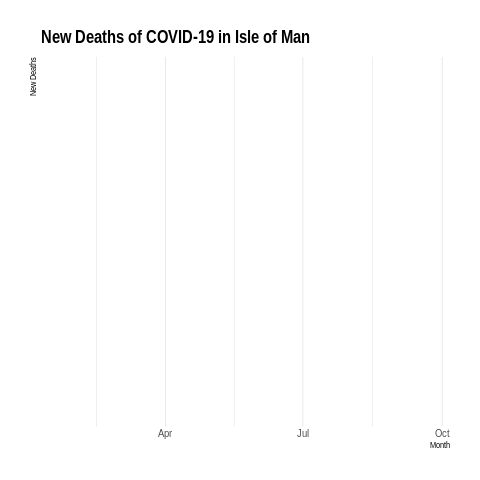 New Deaths of COVID-19 in Isle of Man
New Deaths
Apr Jul Oct
Month